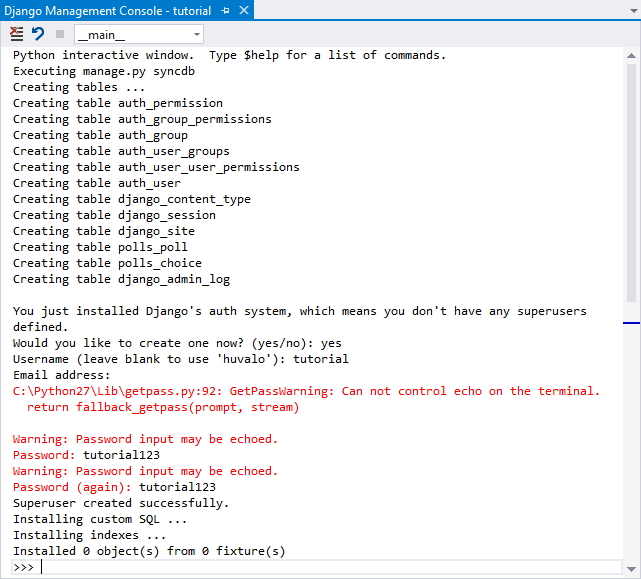 Django Management Console - tutorial
__main__
Python interactive window.  Type $help for a list of commands.
Executing manage.py syncdb
Creating tables ...
Creating table auth_permission
Creating table auth_group_permissions
Creating table auth_group
Creating table auth_user_groups
Creating table auth_user_user_permissions
Creating table auth_user
Creating table django_content_type
Creating table django_session
Creating table django_site
Creating table polls_poll
Creating table polls_choice
Creating table django_admin_log
You just installed Django's auth system, which means you don't have any superusers
defined.
Would you like to create one now? (yes/no): yes
Username (leave blank to use 'huvalo'): tutorial
Email address:
C:\Python27\Lib\getpass.py:92: GetPassWarning: Can not control echo on the terminal.
  return fallback_getpass(prompt, stream)
Warning: Password input may be echoed.
Password: tutorial123
Warning: Password input may be echoed.
Password (again): tutorial123
Superuser created successfully.
Installing custom SQL ...
Installing indexes ...
Installed 0 object(s) from 0 fixture(s)
>>>